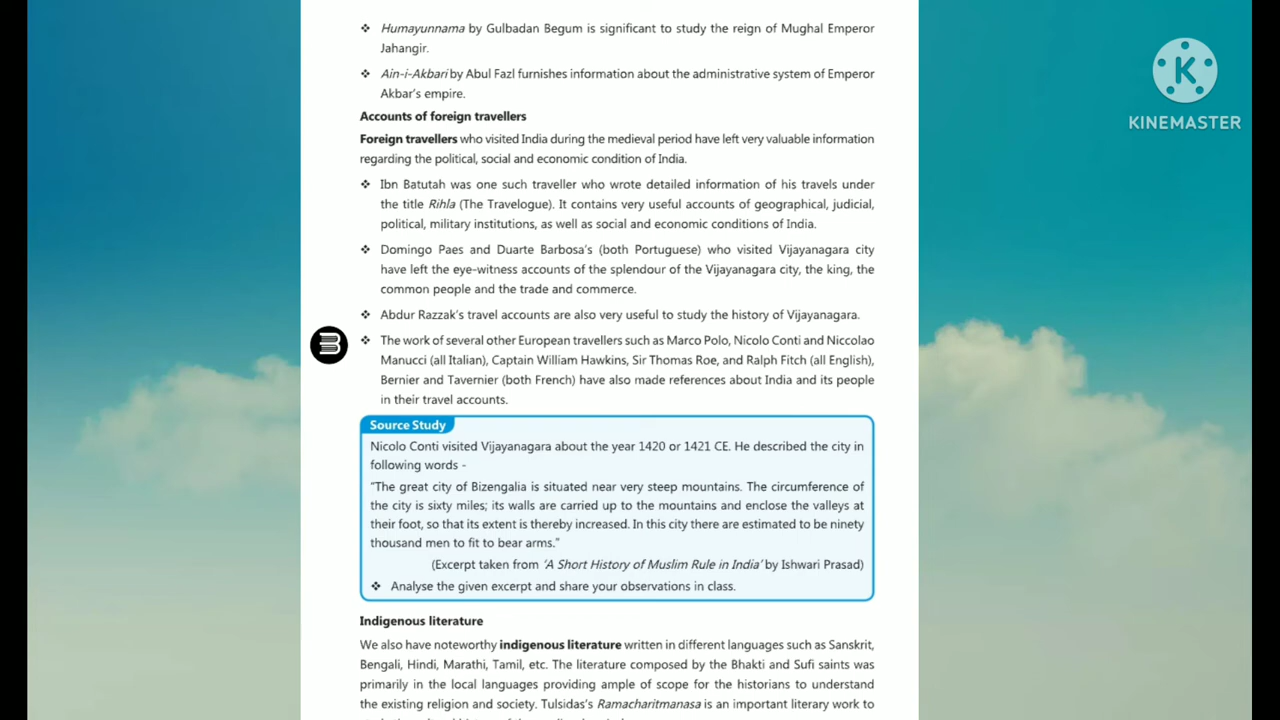 ❖ Humayunnama by Gulbadan Begum is significant to study the reign of Mughal Emperor
Jahangir.
❖ Ain-i-Akbari by Abul Fazl furnishes information about the administrative system of Emperor
Akbar's empire.
Accounts of foreign travellers
Foreign travellers who visited India during the medieval period have left very valuable information
regarding the political, social and economic condition of India.
❖ Ibn Batutah was one such traveller who wrote detailed information of his travels under
the title Rihla (The Travelogue). It contains very useful accounts of geographical, judicial,
political, military institutions, as well as social and economic conditions of India.
❖ Domingo Paes and Duarte Barbosa's (both Portuguese) who visited Vijayanagara city
have left the eye-witness accounts of the splendour of the Vijayanagara city, the king, the
common people and the trade and commerce.
❖ Abdur Razzak's travel accounts are also very useful to study the history of Vijayanagara.
❖ The work of several other European travellers such as Marco Polo, Nicolo Conti and Niccolao
Manucci (all Italian), Captain William Hawkins, Sir Thomas Roe, and Ralph Fitch (all English),
Bernier and Tavernier (both French) have also made references about India and its people
in their travel accounts.
Source Study
Nicolo Conti visited Vijayanagara about the year 1420 or 1421 CE. He described the city in
following words -
"The great city of Bizengalia is situated near very steep mountains. The circumference of
the city is sixty miles; its walls are carried up to the mountains and enclose the valleys at
their foot, so that its extent is thereby increased. In this city there are estimated to be ninety
thousand men to fit to bear arms."
(Excerpt taken from 'A Short History of Muslim Rule in India' by Ishwari Prasad)
❖ Analyse the given excerpt and share your observations in class.
Indigenous literature
We also have noteworthy indigenous literature written in different languages such as Sanskrit,
Bengali, Hindi, Marathi, Tamil, etc. The literature composed by the Bhakti and Sufi saints was
primarily in the local languages providing ample of scope for the historians to understand
the existing religion and society. Tulsidas's Ramacharitmanasa is an important literary work to
K
KINEMASTER